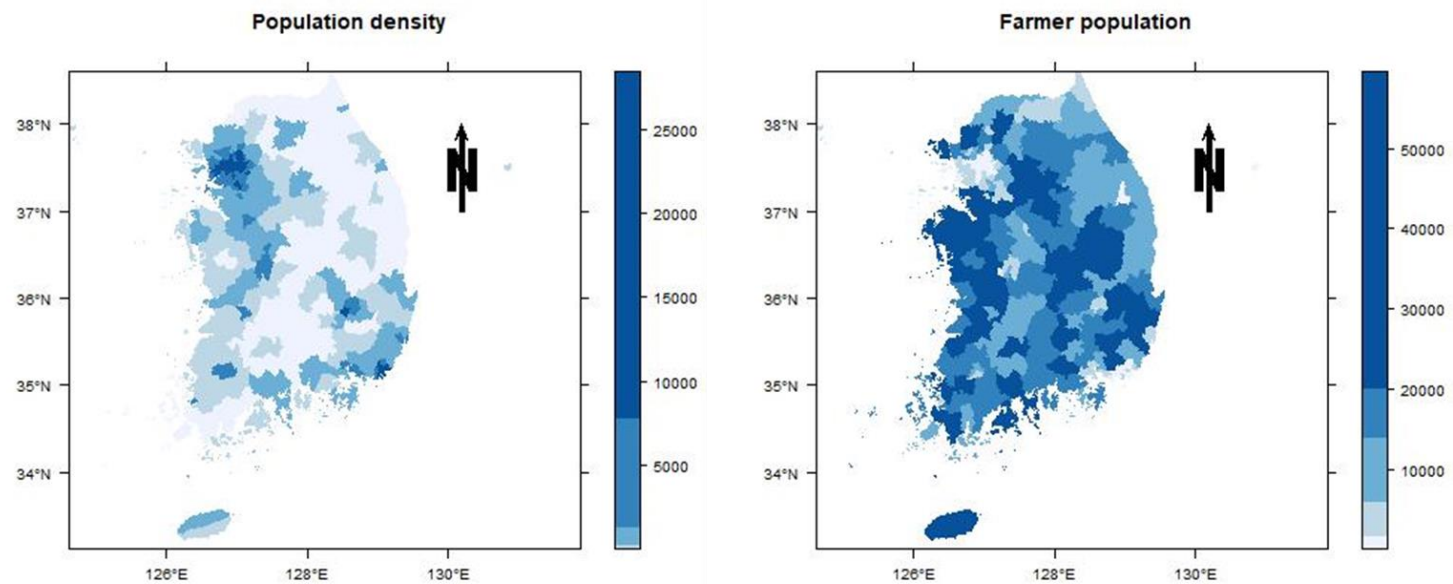 Population density
38°N
37°N
36°N
35°N
34°N
126°E
128°E
130°E
N
25000
20000
15000
10000
5000
Farmer population
38°N
37°N
36°N
35°N
34°N
126°E
128°E
130°E
N
50000
40000
30000
20000
10000